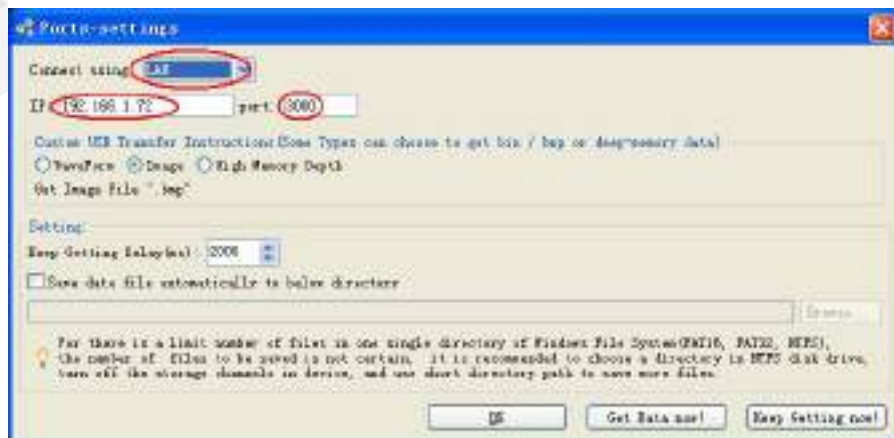 Ports-settings
Connect using: LAN
IP: 192.168.1.72 port: 3000
Custom USB Transfer Instructions(Some Types can choose to get bin / bmp or deep-memory data)
WaveForm Image High Memory Depth
Get Image File ".bmp"
Setting:
Keep Getting Delay(ms): 2000
Save data file automatically to below directory
Browse
For there is a limit number of files in one single directory of Windows File System(FAT16, FAT32, NTFS),
the number of files to be saved is not certain, it is recommended to choose a directory in NTFS disk drive,
turn off the storage channels in device, and use short directory path to save more files.
OK Get Data now! Keep Getting now!